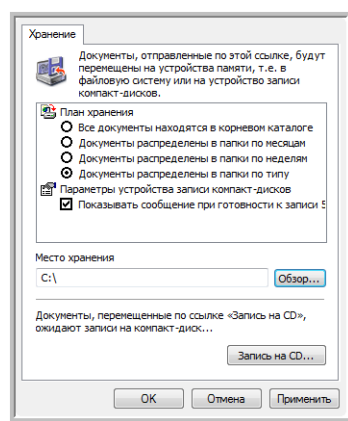 Хранение
Документы, отправленные по этой ссылке, будут
перемещены на устройства памяти, т.е. в
файловую систему или на устройство записи
компакт-дисков.
План хранения
Все документы находятся в корневом каталоге
Документы распределены в папки по месяцам
Документы распределены в папки по неделям
Документы распределены в папки по типу
Параметры устройства записи компакт-дисков
Показывать сообщение при готовности к записи
Место хранения
C:\
Обзор...
Документы, перемещенные по ссылке «Запись на CD»,
ожидают записи на компакт-диск...
Запись на CD...
OK
Отмена
Применить